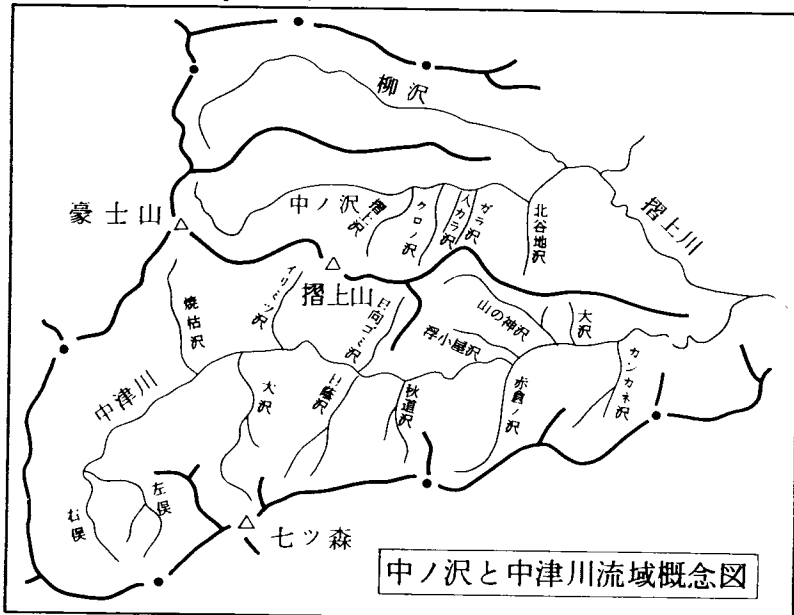 柳沢
摺上川
豪士山
中ノ沢
摺上沢
クロノ沢
人カラ沢
ガラ沢
北谷地沢
摺上山
焼枯沢
イリミツ沢
日向ゴミ沢
山の神沢
浮小屋沢
大沢
カンカネ沢
中津川
大沢
日蔭沢
秋道沢
赤倉ノ沢
左俣
右俣
七ッ森
中ノ沢と中津川流域概念図